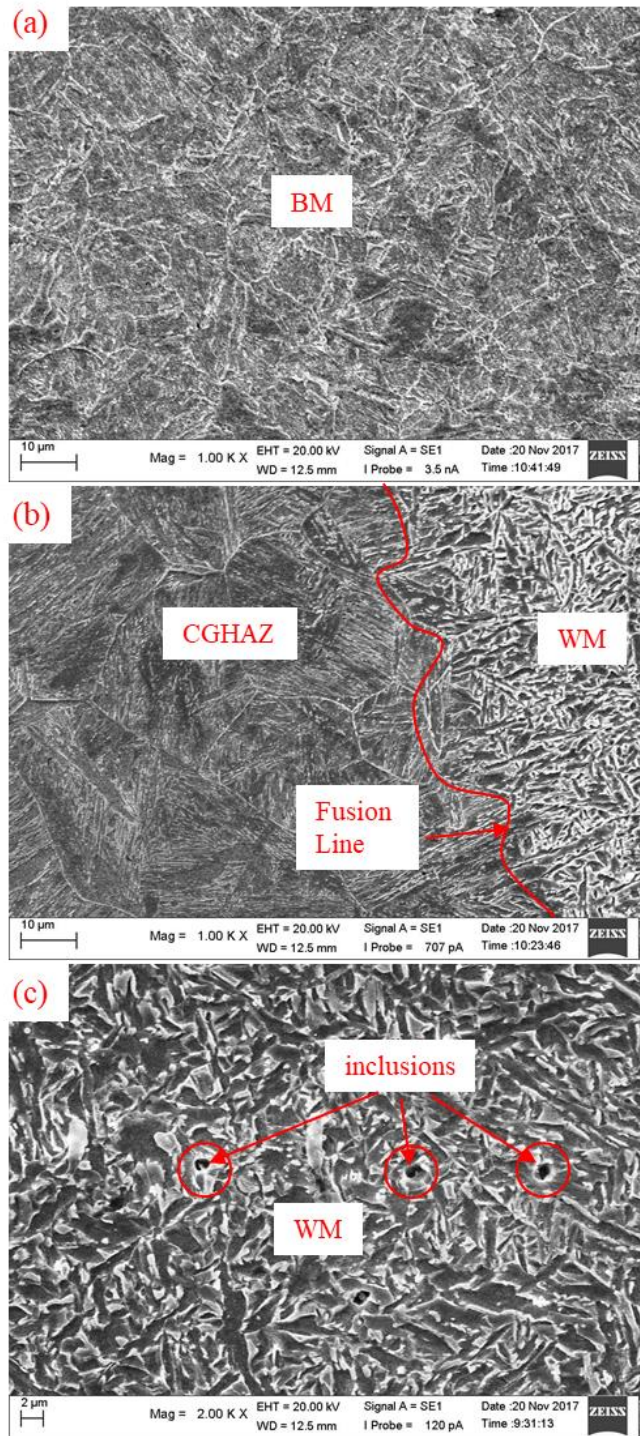 (a)
BM
10 µm
Mag = 1.00 K X
EHT = 20.00 kV
WD = 12.5 mm
Signal A = SE1
I Probe = 3.5 nA
Date :20 Nov 2017
Time :10:41:49
ZEISS
(b)
CGHAZ
WM
Fusion
Line
10 µm
Mag = 1.00 K X
EHT = 20.00 kV
WD = 12.5 mm
Signal A = SE1
I Probe = 707 pA
Date :20 Nov 2017
Time :10:23:46
ZEISS
(c)
inclusions
WM
2 µm
Mag = 2.00 K X
EHT = 20.00 kV
WD = 12.5 mm
Signal A = SE1
I Probe = 120 pA
Date :20 Nov 2017
Time :9:31:13
ZEISS